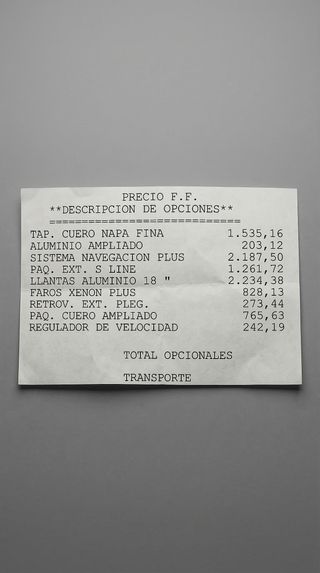 PRECIO F.F.
**DESCRIPCION DE OPCIONES**
============================
TAP. CUERO NAPA FINA 1.535,16
ALUMINIO AMPLIADO 203,12
SISTEMA NAVEGACION PLUS 2.187,50
PAQ. EXT. S LINE 1.261,72
LLANTAS ALUMINIO 18 " 2.234,38
FAROS XENON PLUS 828,13
RETROV. EXT. PLEG. 273,44
PAQ. CUERO AMPLIADO 765,63
REGULADOR DE VELOCIDAD 242,19
TOTAL OPCIONALES
TRANSPORTE